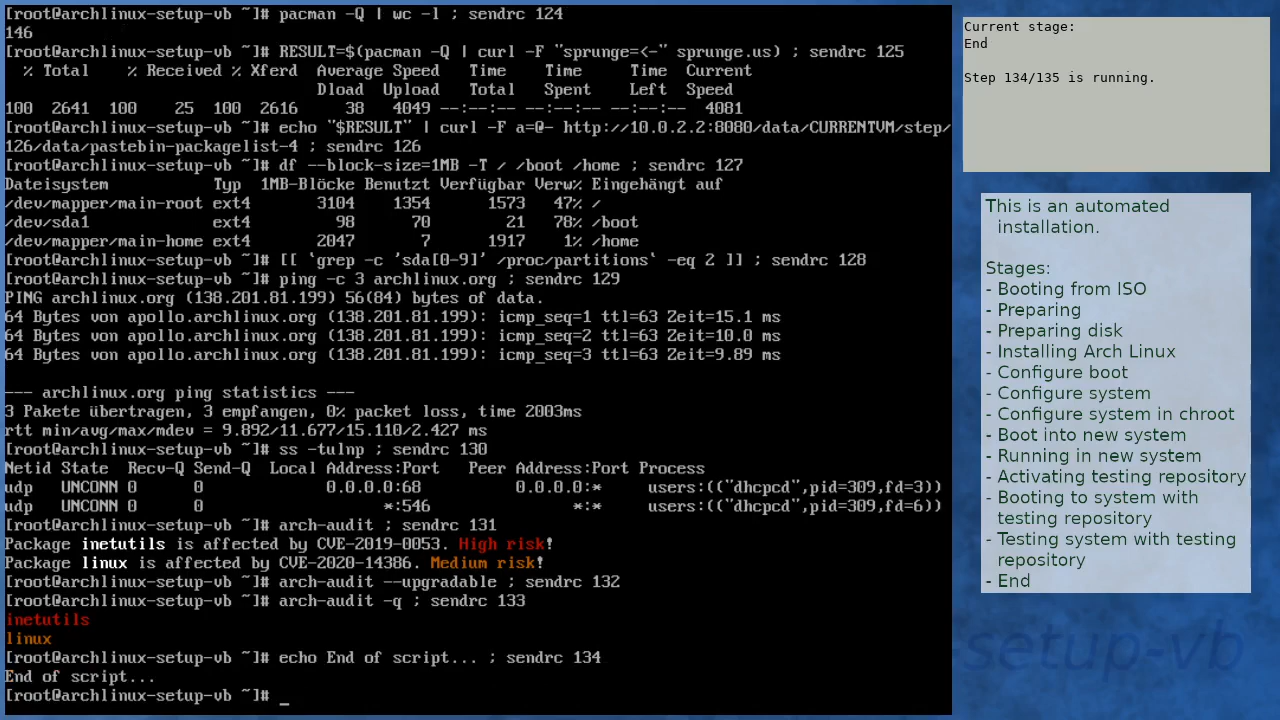 [root@archlinux-setup-vb ~]# pacman -Q | wc -l ; sendrc 124
146
[root@archlinux-setup-vb ~]# RESULT=$(pacman -Q | curl -F "sprunge=<-" sprunge.us) ; sendrc 125
% Total % Received % Xferd Average Speed Time Time Time Current
Dload Upload Total Spent Left Speed
100 2641 100 25 100 2616 38 4049 --:--:-- --:--:-- --:--:-- 4081
[root@archlinux-setup-vb ~]# echo "$RESULT" | curl -F a=@- http://10.0.2.2:8080/data/CURRENTVM/step/
126/data/pastebin-packagelist-4 ; sendrc 126
[root@archlinux-setup-vb ~]# df --block-size=1MB -T / /boot /home ; sendrc 127
Dateisystem Typ 1MB-Blöcke Benutzt Verfügbar Verw% Eingehängt auf
/dev/mapper/main-root ext4 3104 1354 1573 47% /
/dev/sda1 ext4 98 70 21 78% /boot
/dev/mapper/main-home ext4 2047 7 1917 1% /home
[root@archlinux-setup-vb ~]# [[ `grep -c 'sda[0-9]' /proc/partitions` -eq 2 ]] ; sendrc 128
[root@archlinux-setup-vb ~]# ping -c 3 archlinux.org ; sendrc 129
PING archlinux.org (138.201.81.199) 56(84) bytes of data.
64 Bytes von apollo.archlinux.org (138.201.81.199): icmp_seq=1 ttl=63 Zeit=15.1 ms
64 Bytes von apollo.archlinux.org (138.201.81.199): icmp_seq=2 ttl=63 Zeit=10.0 ms
64 Bytes von apollo.archlinux.org (138.201.81.199): icmp_seq=3 ttl=63 Zeit=9.89 ms
--- archlinux.org ping statistics ---
3 Pakete übertragen, 3 empfangen, 0% packet loss, time 2003ms
rtt min/avg/max/mdev = 9.892/11.677/15.110/2.427 ms
[root@archlinux-setup-vb ~]# ss -tulnp ; sendrc 130
Netid State Recv-Q Send-Q Local Address:Port Peer Address:Port Process
udp UNCONN 0 0 0.0.0.0:68 0.0.0.0:* users:(("dhcpcd",pid=309,fd=3))
udp UNCONN 0 0 *:546 *:* users:(("dhcpcd",pid=309,fd=6))
[root@archlinux-setup-vb ~]# arch-audit ; sendrc 131
Package inetutils is affected by CVE-2019-0053. High risk!
Package linux is affected by CVE-2020-14386. Medium risk!
[root@archlinux-setup-vb ~]# arch-audit --upgradable ; sendrc 132
[root@archlinux-setup-vb ~]# arch-audit -q ; sendrc 133
inetutils
linux
[root@archlinux-setup-vb ~]# echo End of script... ; sendrc 134
End of script...
[root@archlinux-setup-vb ~]# _
Current stage:
End
Step 134/135 is running.
This is an automated
installation.
Stages:
- Booting from ISO
- Preparing
- Preparing disk
- Installing Arch Linux
- Configure boot
- Configure system
- Configure system in chroot
- Boot into new system
- Running in new system
- Activating testing repository
- Booting to system with
testing repository
- Testing system with testing
repository
- End
setup-vb